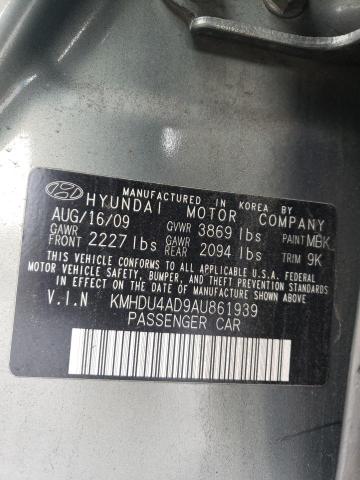 MANUFACTURED IN KOREA BY
HYUNDAI MOTOR COMPANY
AUG/16/09 GVWR 3869 lbs PAINT MBK
GAWR FRONT 2227 lbs GAWR REAR 2094 lbs TRIM 9K
THIS VEHICLE CONFORMS TO ALL APPLICABLE U.S.A. FEDERAL
MOTOR VEHICLE SAFETY, BUMPER, AND THEFT PREVENTION STANDARDS
IN EFFECT ON THE DATE OF MANUFACTURE SHOWN ABOVE.
V.I.N KMHDU4AD9AU861939
PASSENGER CAR